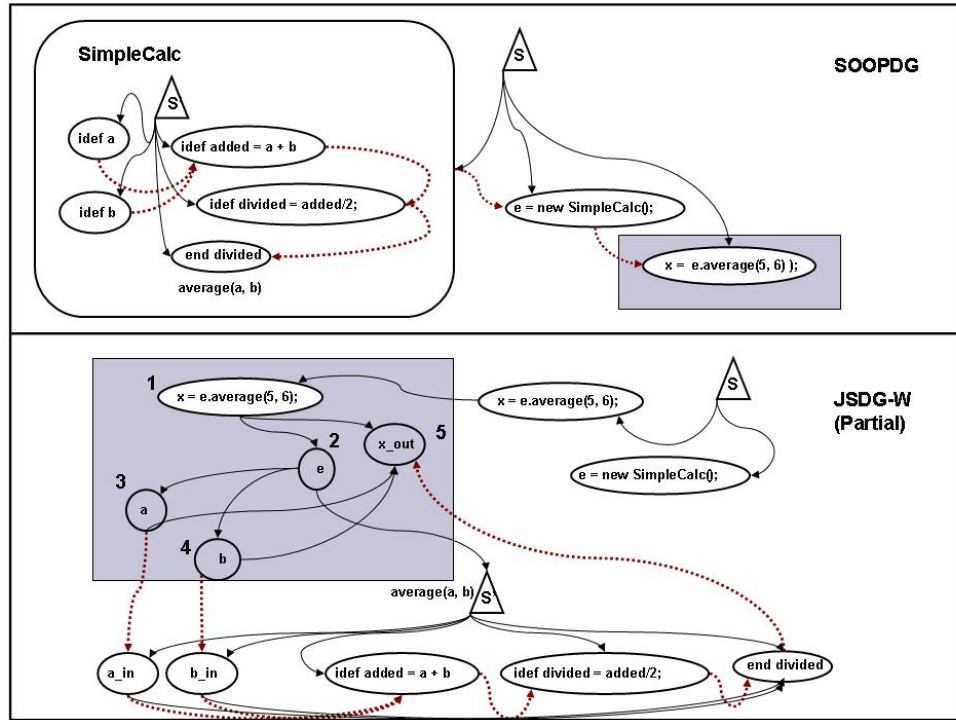 SimpleCalc
S'
idef a
idef added = a + b
idef b
idef divided = added/2;
end divided
average(a, b)
S
SOOPDG
e = new SimpleCalc();
x = e.average(5, 6) );
1
x = e.average(5, 6);
2
5
x_out
e
3
a
4
b
x = e.average(5, 6);
S
JSDG-W
(Partial)
e = new SimpleCalc();
average(a, b)
S'
a_in
b_in
idef added = a + b
idef divided = added/2;
end divided